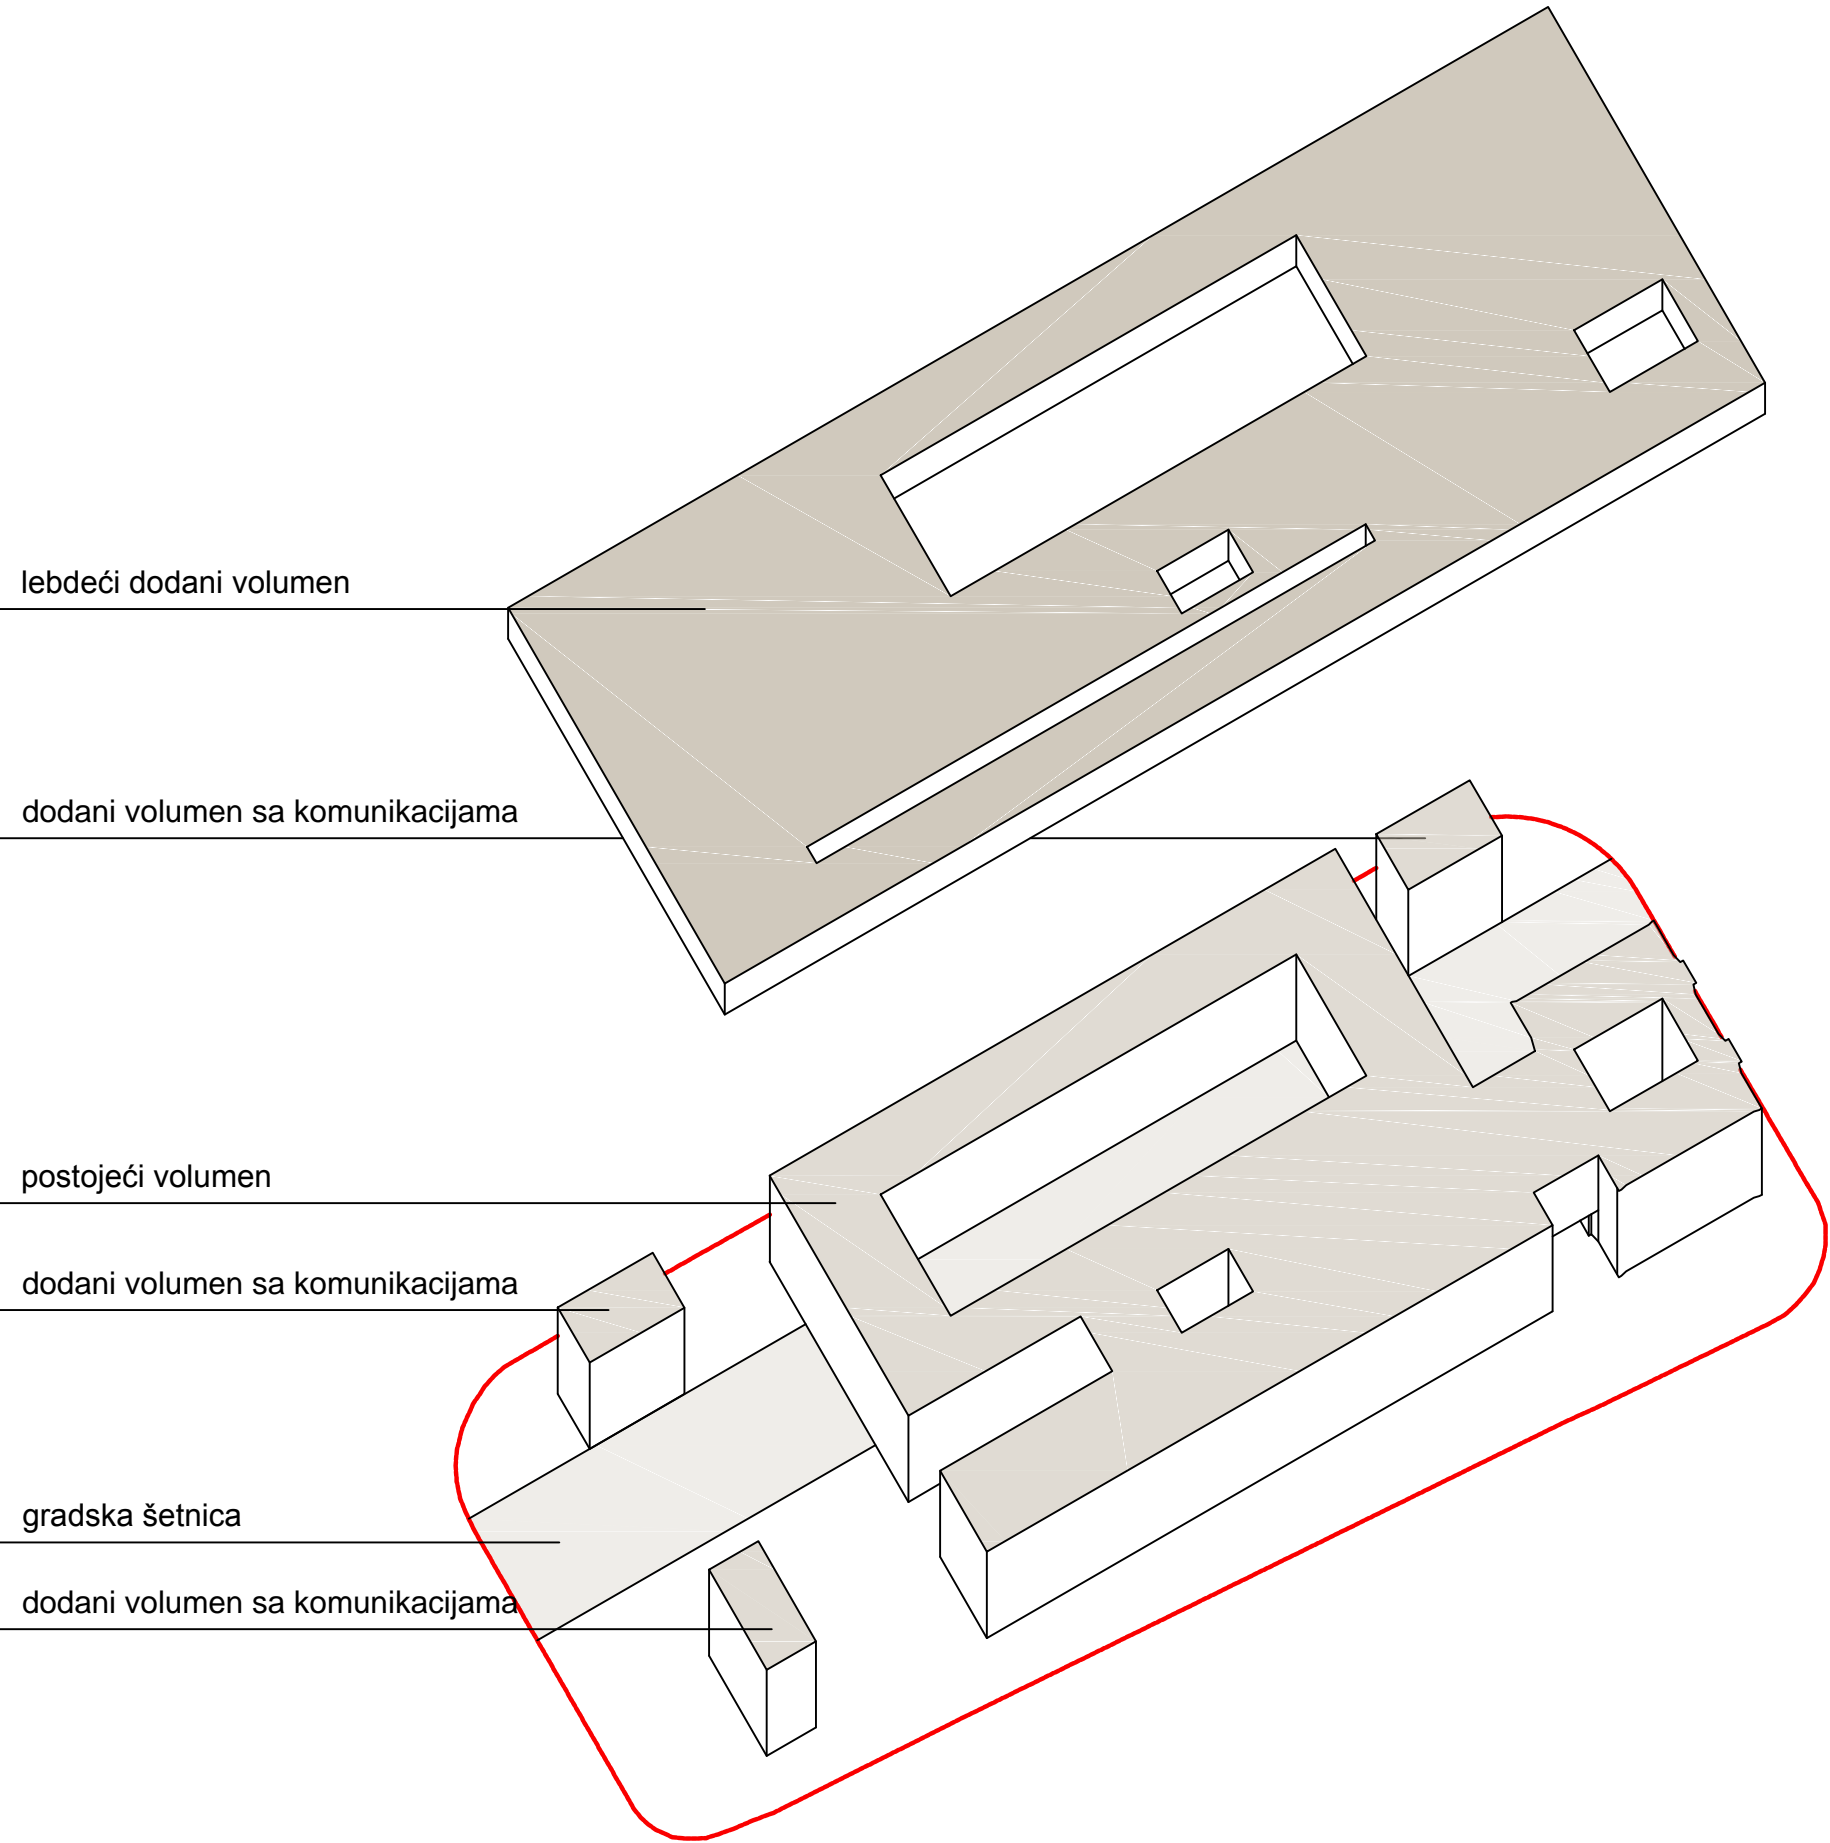 lebdeći dodani volumen
dodani volumen sa komunikacijama
postojeći volumen
dodani volumen sa komunikacijama
gradska šetnica
dodani volumen sa komunikacijama